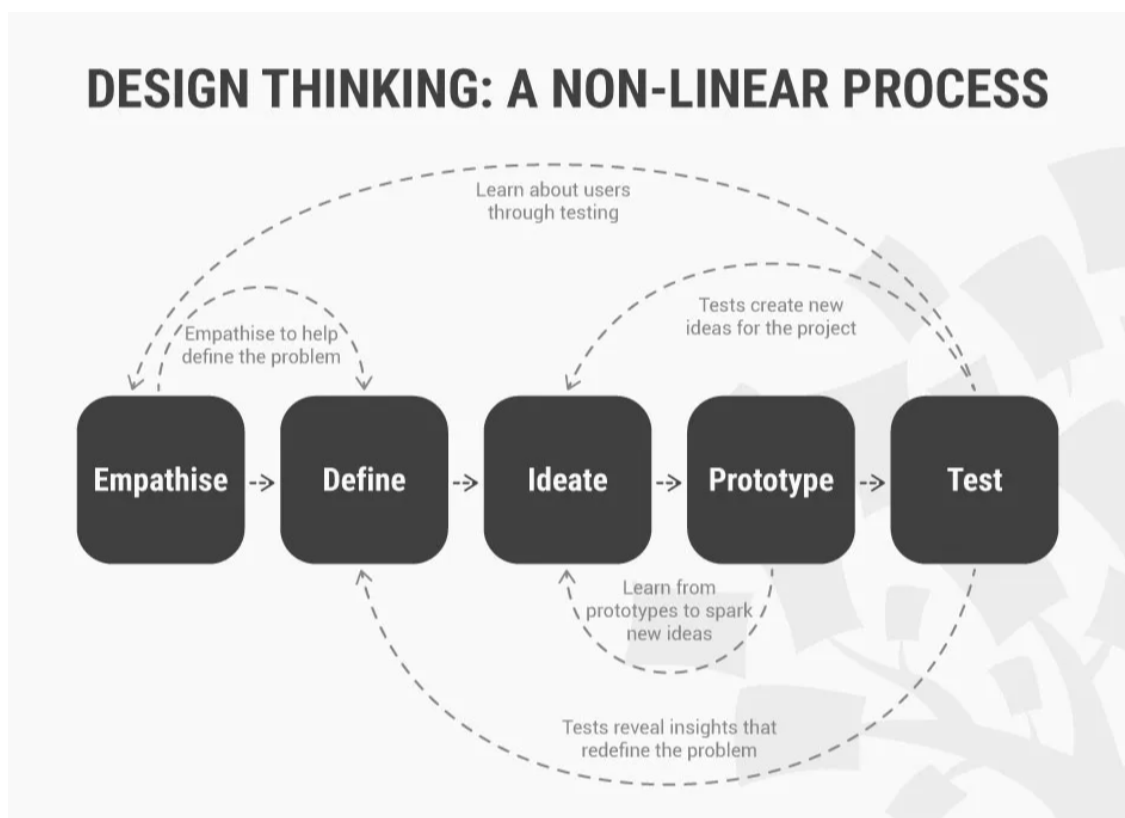 DESIGN THINKING: A NON-LINEAR PROCESS
Learn about users
through testing
Tests create new
ideas for the project
Empathise to help
define the problem
Empathise
Define
Ideate
Prototype
Test
Learn from
prototypes to spark
new ideas
Tests reveal insights that
redefine the problem